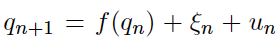 q_{n+1} = f(q_n) + ξ_n + u_n